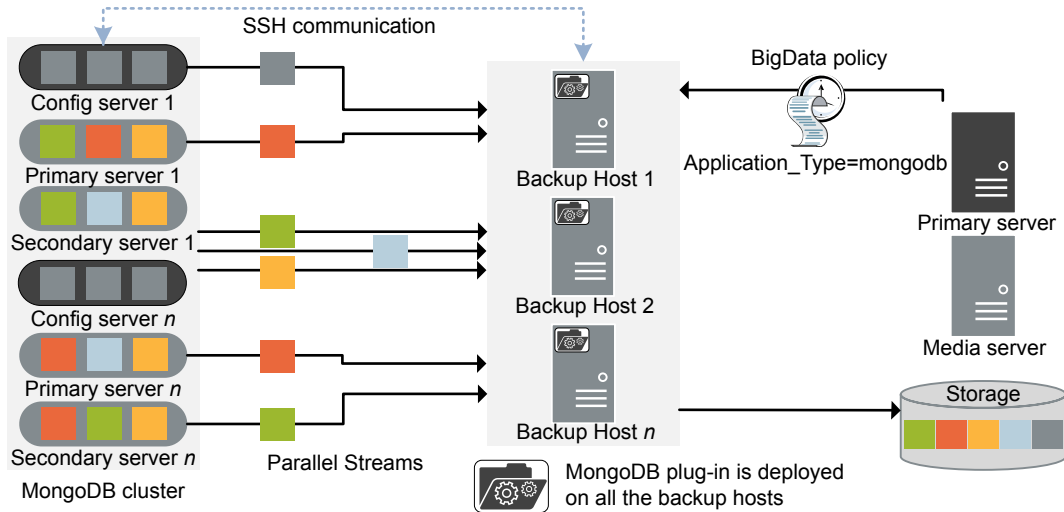 SSH communication
Config server 1
Primary server 1
Secondary server 1
Config server n
Primary server n
Secondary server n
MongoDB cluster
Parallel Streams
Backup Host 1
Backup Host 2
Backup Host n
BigData policy
Application_Type=mongodb
Primary server
Media server
Storage
MongoDB plug-in is deployed
on all the backup hosts